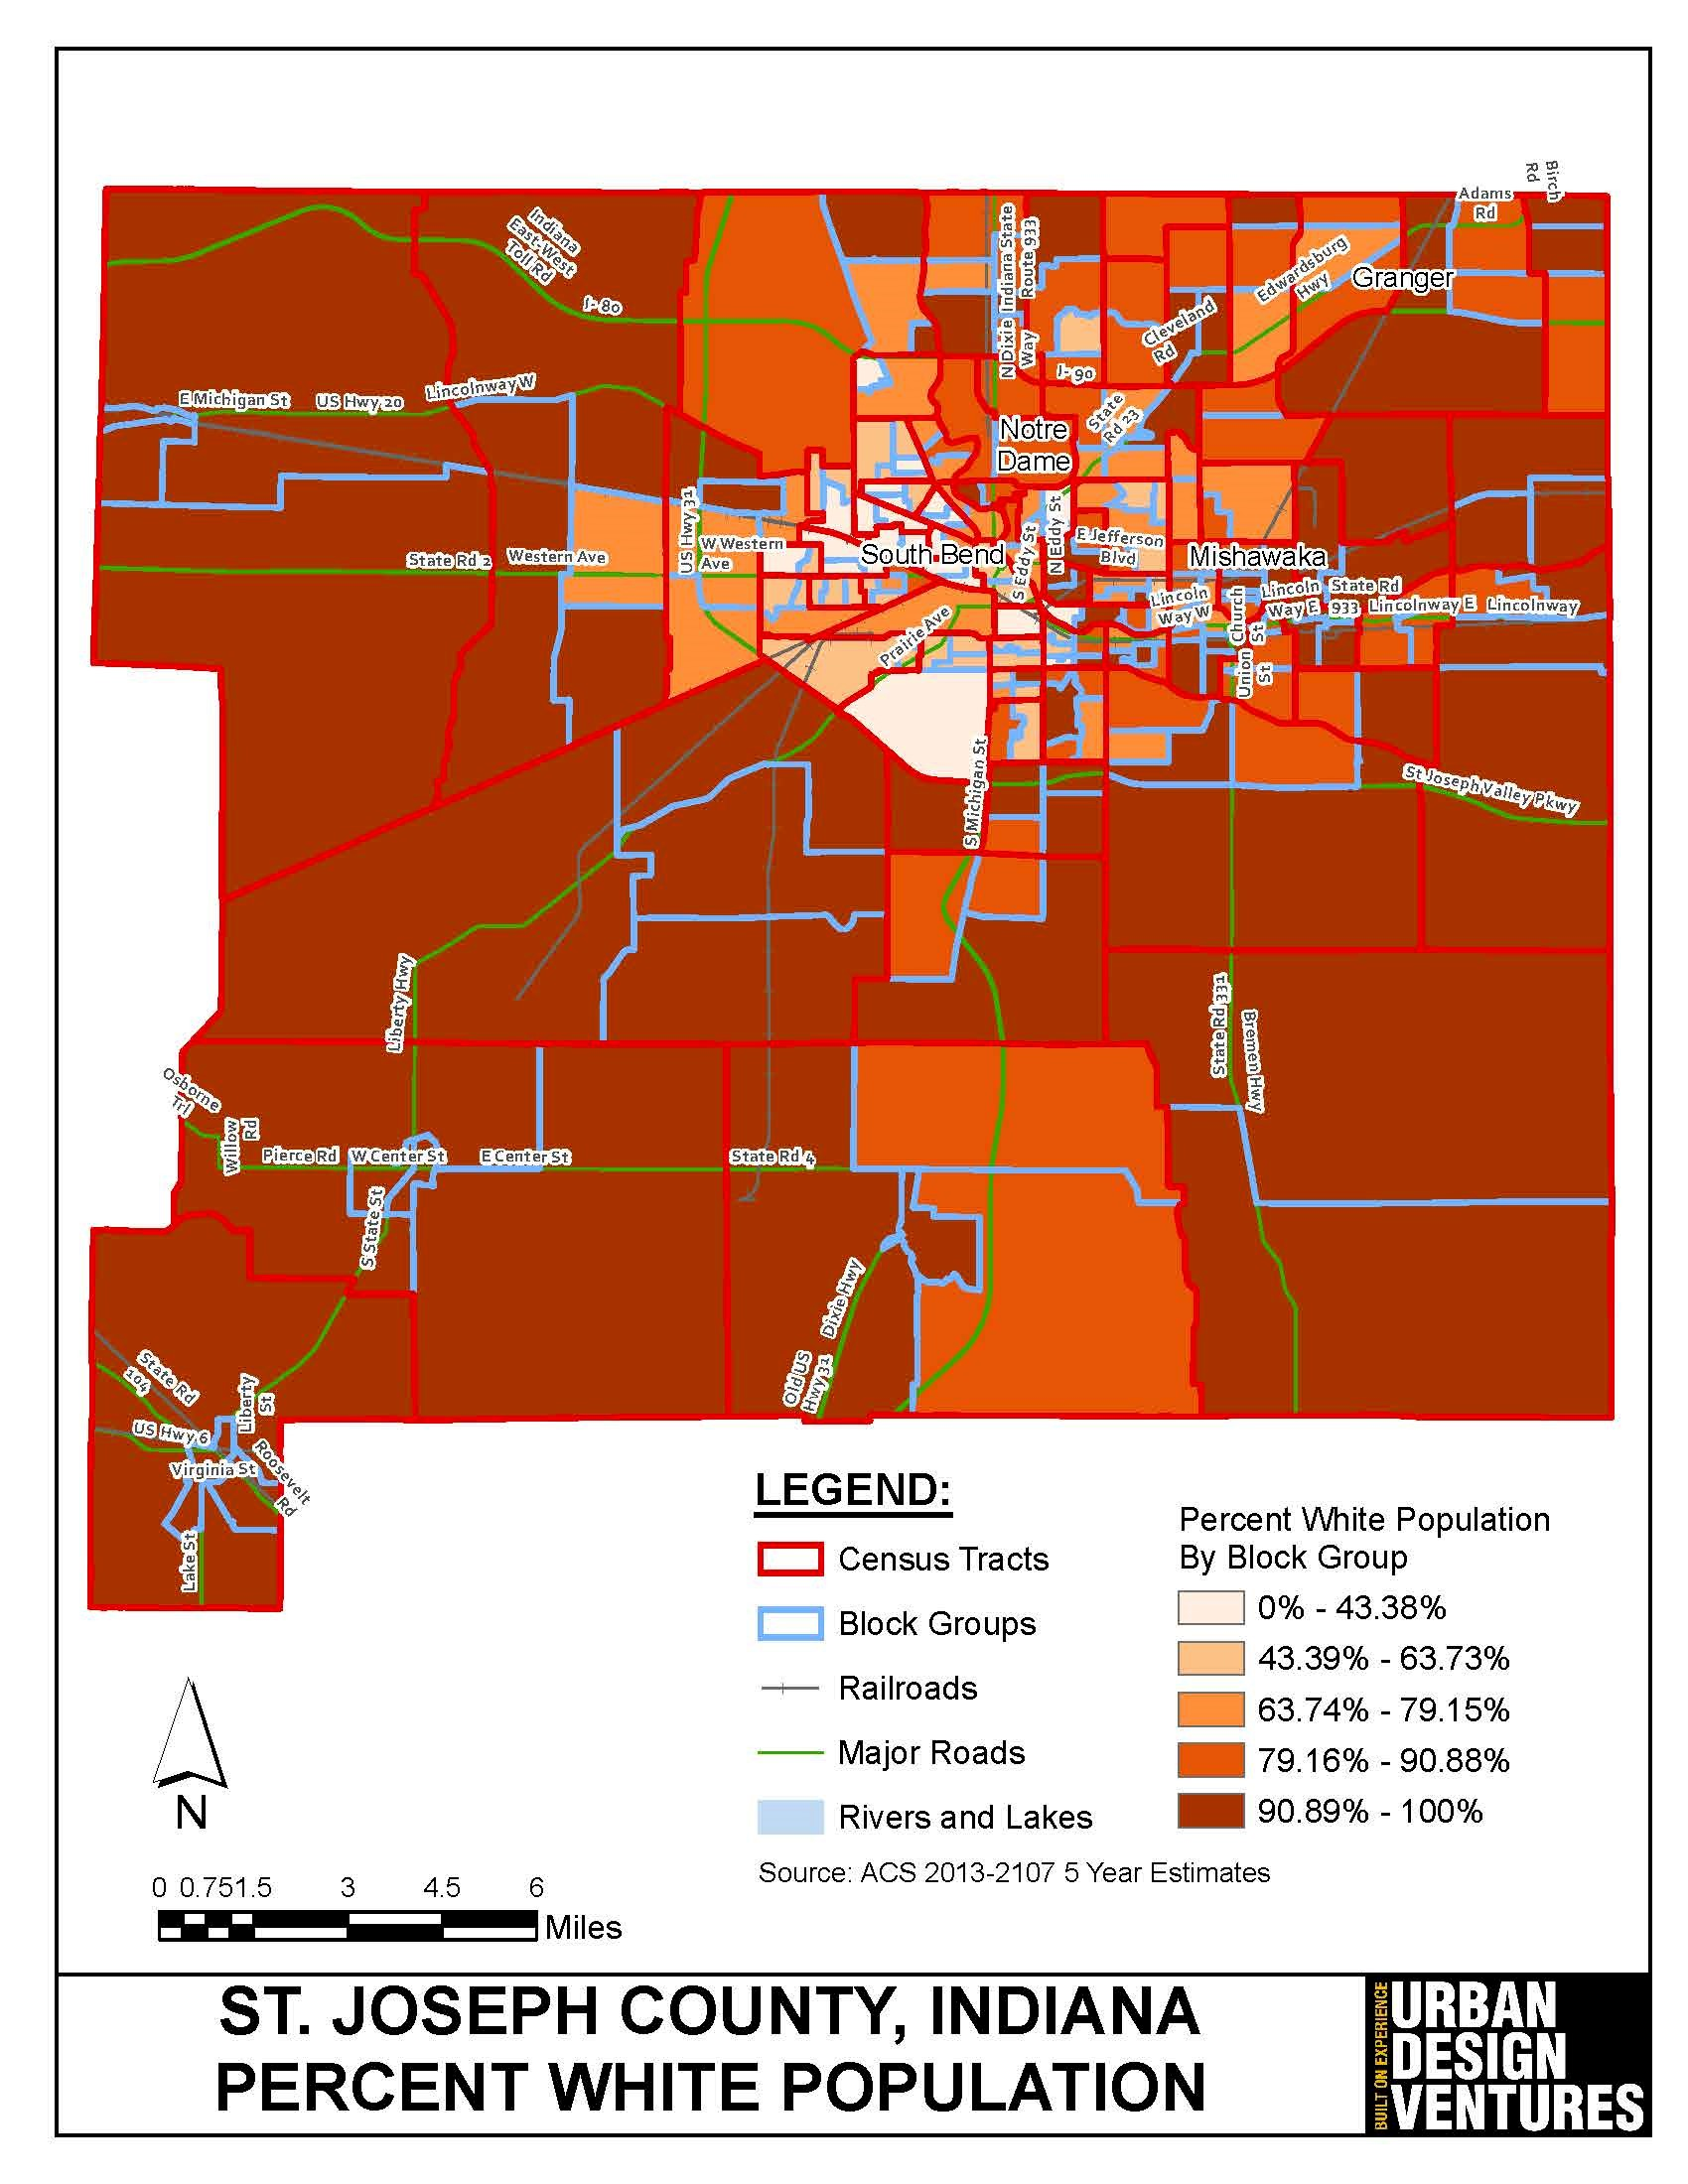 Birch
Rd
Adams
Rd
Indiana
East-West
Toll Rd
N Dixie Indiana State
Way Route 933
Edwardsburg
Hwy
Granger
I- 80
Cleveland
Rd
I- 90
E Michigan St
US Hwy 20
Lincolnway W
State
Rd 23
Notre
Dame
US Hwy 31
W Western
Ave
South Bend
S Eddy St
N Eddy St
E Jefferson
Blvd
Mishawaka
State Rd 2
Western Ave
Lincoln
Way W
Church
St
Union
St
Lincoln
Way E
State Rd
933
Lincolnway E
Lincolnway
Prairie Ave
S Michigan St
St Joseph Valley Pkwy
Liberty Hwy
State Rd 331
Bremen Hwy
Osborne
Trl
Willow
Rd
Pierce Rd
W Center St
E Center St
State Rd 4
S State St
Dixie Hwy
Old US
Hwy 31
State Rd
104
Liberty
St
US Hwy 6
Virginia St
Roosevelt
Rd
Lake St
LEGEND:
Census Tracts
Block Groups
Railroads
Major Roads
Rivers and Lakes
Percent White Population
By Block Group
0% - 43.38%
43.39% - 63.73%
63.74% - 79.15%
79.16% - 90.88%
90.89% - 100%
Source: ACS 2013-2107 5 Year Estimates
N
0 0.751.5 3 4.5 6
Miles
ST. JOSEPH COUNTY, INDIANA
PERCENT WHITE POPULATION
BUILT ON EXPERIENCE
URBAN
DESIGN
VENTURES